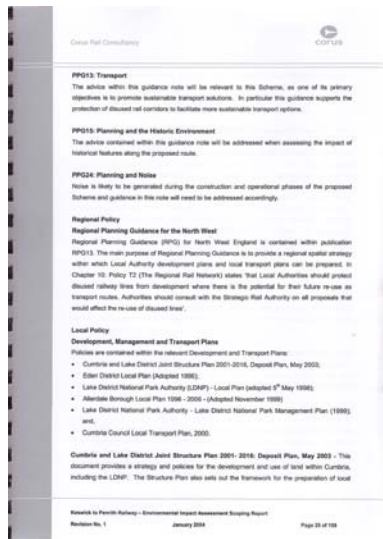 Corus Rail Consultancy
corus
PPG13: Transport
The advice within this guidance note will be relevant to this Scheme, as one of its primary
objectives is to promote sustainable transport solutions. In particular this guidance supports the
protection of disused rail corridors to facilitate more sustainable transport options.
PPG15: Planning and the Historic Environment
The advice contained within this guidance note will be addressed when assessing the impact of
historical features along the proposed route.
PPG24: Planning and Noise
Noise is likely to be generated during the construction and operational phases of the proposed
Scheme and guidance in this note will need to be addressed accordingly.
Regional Policy
Regional Planning Guidance for the North West
Regional Planning Guidance (RPG) for North West England is contained within publication
RPG13. The main purpose of Regional Planning Guidance is to provide a regional spatial strategy
within which Local Authority development plans and local transport plans can be prepared. In
Chapter 10: Policy T2 (The Regional Rail Network) states 'that Local Authorities should protect
disused railway lines from development where there is the potential for their future re-use as
transport routes. Authorities should consult with the Strategic Rail Authority on all proposals that
would affect the re-use of disused lines'.
Local Policy
Development, Management and Transport Plans
Policies are contained within the relevant Development and Transport Plans:
• Cumbria and Lake District Joint Structure Plan 2001-2016, Deposit Plan, May 2003;
• Eden District Local Plan (Adopted 1996);
• Lake District National Park Authority (LDNP) - Local Plan (adopted 5th May 1998);
• Allerdale Borough Local Plan 1996 - 2006 - (Adopted November 1999)
• Lake District National Park Authority - Lake District National Park Management Plan (1999),
and,
• Cumbria Council Local Transport Plan, 2000.
Cumbria and Lake District Joint Structure Plan 2001- 2016: Deposit Plan, May 2003 - This
document provides a strategy and policies for the development and use of land within Cumbria,
including the LDNP. The Structure Plan also sets out the framework for the preparation of local
Keswick to Penrith Railway – Environmental Impact Assessment Scoping Report
Revision No. 1 January 2004 Page 25 of 159